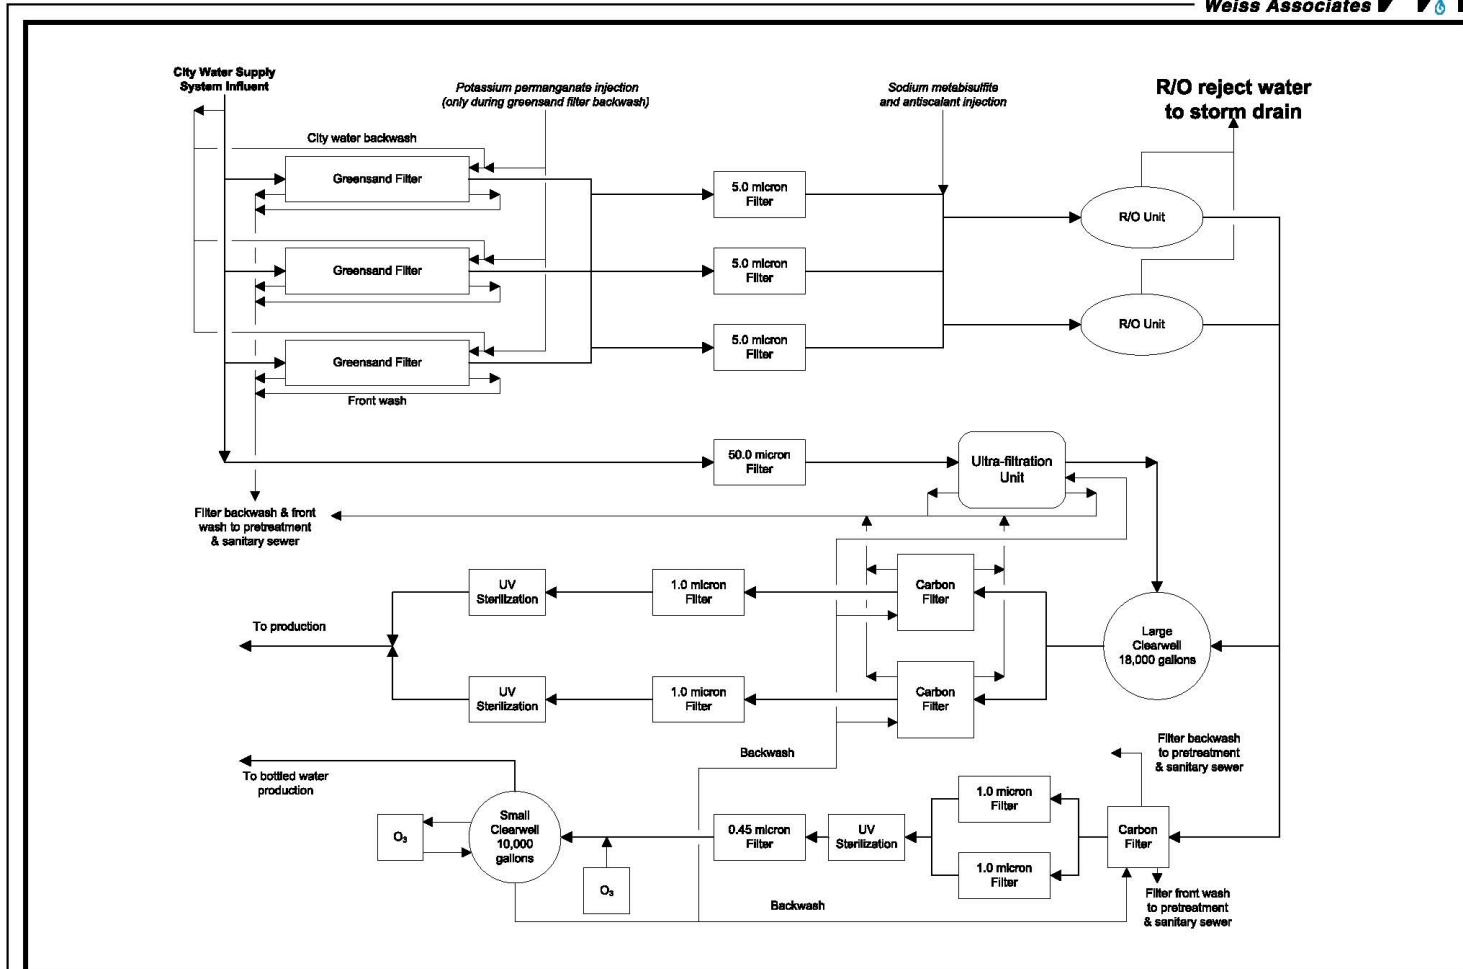 Weiss Associates
City Water Supply
System Influent
Potassium permanganate injection
(only during greensand filter backwash)
Sodium metabisulfite
and antiscalant injection
R/O reject water
to storm drain
City water backwash
Greensand Filter
5.0 micron
Filter
R/O Unit
Greensand Filter
5.0 micron
Filter
R/O Unit
Greensand Filter
5.0 micron
Filter
Front wash
50.0 micron
Filter
Ultra-filtration
Unit
Filter backwash & front
wash to pretreatment
& sanitary sewer
UV
Sterilization
1.0 micron
Filter
Carbon
Filter
To production
Large
Clearwell
18,000 gallons
UV
Sterilization
1.0 micron
Filter
Carbon
Filter
Backwash
Filter backwash
to pretreatment
& sanitary sewer
To bottled water
production
Small
Clearwell
10,000
gallons
O₃
O₃
0.45 micron
Filter
UV
Sterilization
1.0 micron
Filter
1.0 micron
Filter
Carbon
Filter
Backwash
Filter front wash
to pretreatment
& sanitary sewer